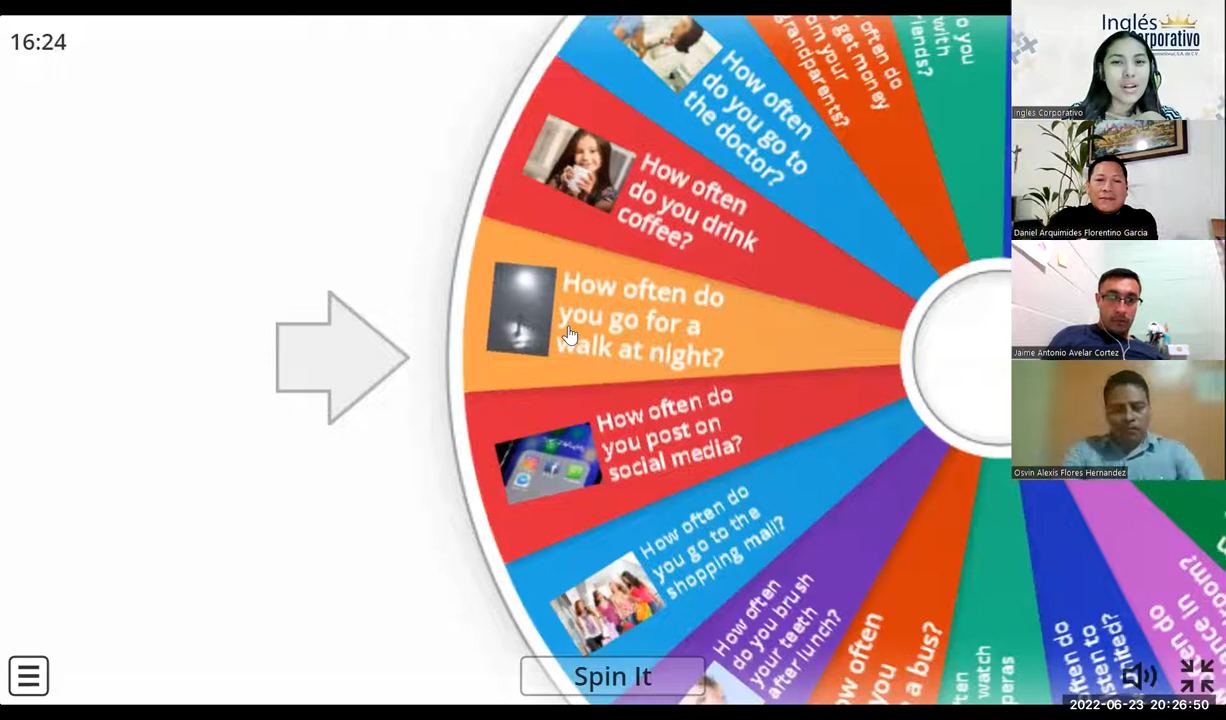 16:24
How often
do you go to
the doctor?
How often
do you drink
coffee?
How often do
you go for a
walk at night?
How often do
you post on
social media?
How often do
you go to the
shopping mall?
How often
do you brush
your teeth
after lunch?
often do
get money
your
grandparents?
you
with
a bus?
watch
Spin It
Inglés
Corporativo
Ingles Corporativo
Daniel Arquimides Florentino Garcia
Jaime Antonio Avelar Cortez
Osvin Alexis Flores Hernandez
2022-06-23 20:26:50